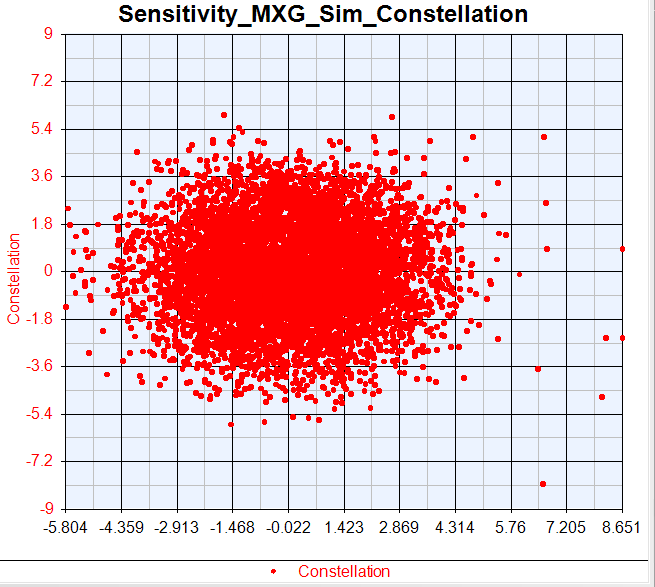 Sensitivity_MXG_Sim_Constellation
9
7.2
5.4
3.6
1.8
0
-1.8
-3.6
-5.4
-7.2
-9
Constellation
-5.804 -4.359 -2.913 -1.468 -0.022 1.423 2.869 4.314 5.76 7.205 8.651
Constellation